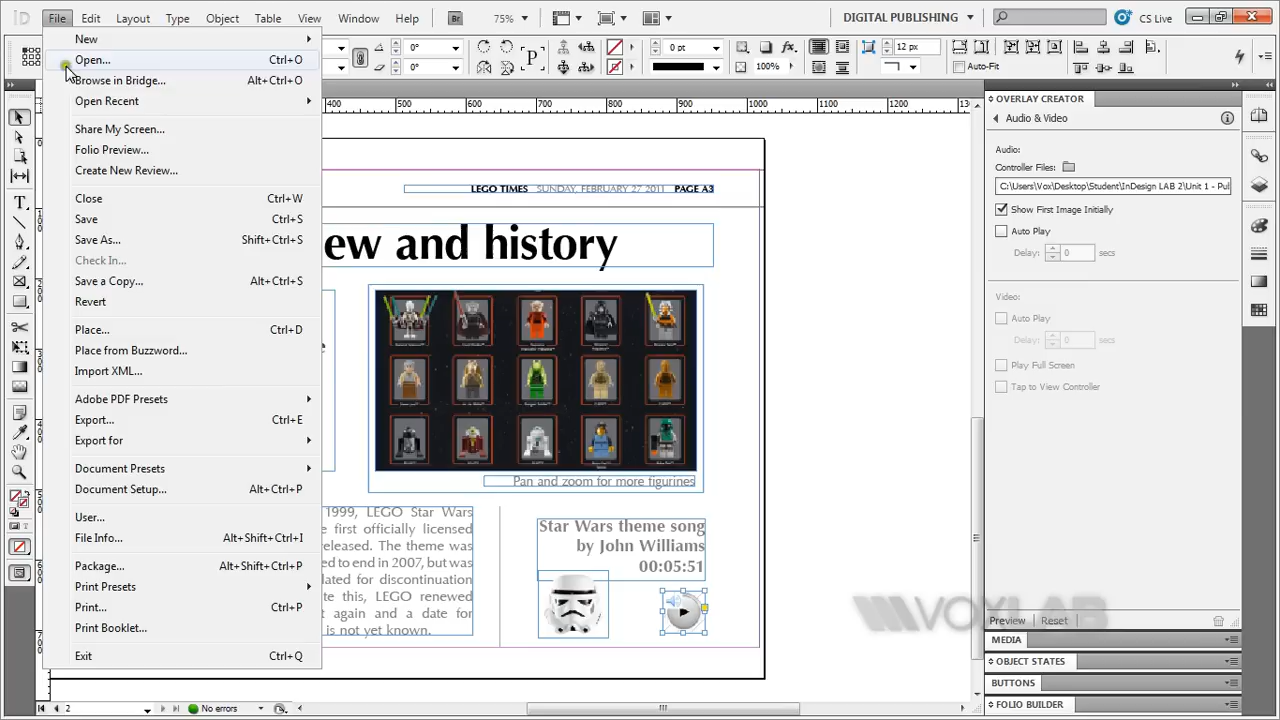 File Edit Layout Type Object Table View Window Help Br 75% DIGITAL PUBLISHING CS Live
New
Open... Ctrl+O
Browse in Bridge... Alt+Ctrl+O
Open Recent
Share My Screen...
Folio Preview...
Create New Review...
Close Ctrl+W
Save Ctrl+S
Save As... Shift+Ctrl+S
Check In...
Save a Copy... Alt+Ctrl+S
Revert
Place... Ctrl+D
Place from Buzzword...
Import XML...
Adobe PDF Presets
Export... Ctrl+E
Export for
Document Presets
Document Setup... Alt+Ctrl+P
User...
File Info... Alt+Shift+Ctrl+I
Package... Alt+Shift+Ctrl+P
Print Presets
Print... Ctrl+P
Print Booklet...
Exit Ctrl+Q
0° 0 pt 12 px
0° 100% Auto-Fit
400 500 600 700 800 900 1000 1100 1200
LEGO TIMES SUNDAY, FEBRUARY 27 2011 PAGE A3
ew and history
Pan and zoom for more figurines
1999, LEGO Star Wars
e first officially licensed
eleased. The theme was
ed to end in 2007, but was
lated for discontinuation
te this, LEGO renewed
t again and a date for
is not yet known.
Star Wars theme song
by John Williams
00:05:51
OVERLAY CREATOR
Audio & Video
Audio:
Controller Files:
C:\Users\Vox\Desktop\Student\InDesign LAB 2\Unit 1 - Pul
Show First Image Initially
Auto Play
Delay: 0 secs
Video:
Auto Play
Delay: 0 secs
Play Full Screen
Tap to View Controller
VOXLAB
Preview Reset
MEDIA
OBJECT STATES
BUTTONS
FOLIO BUILDER
2 No errors